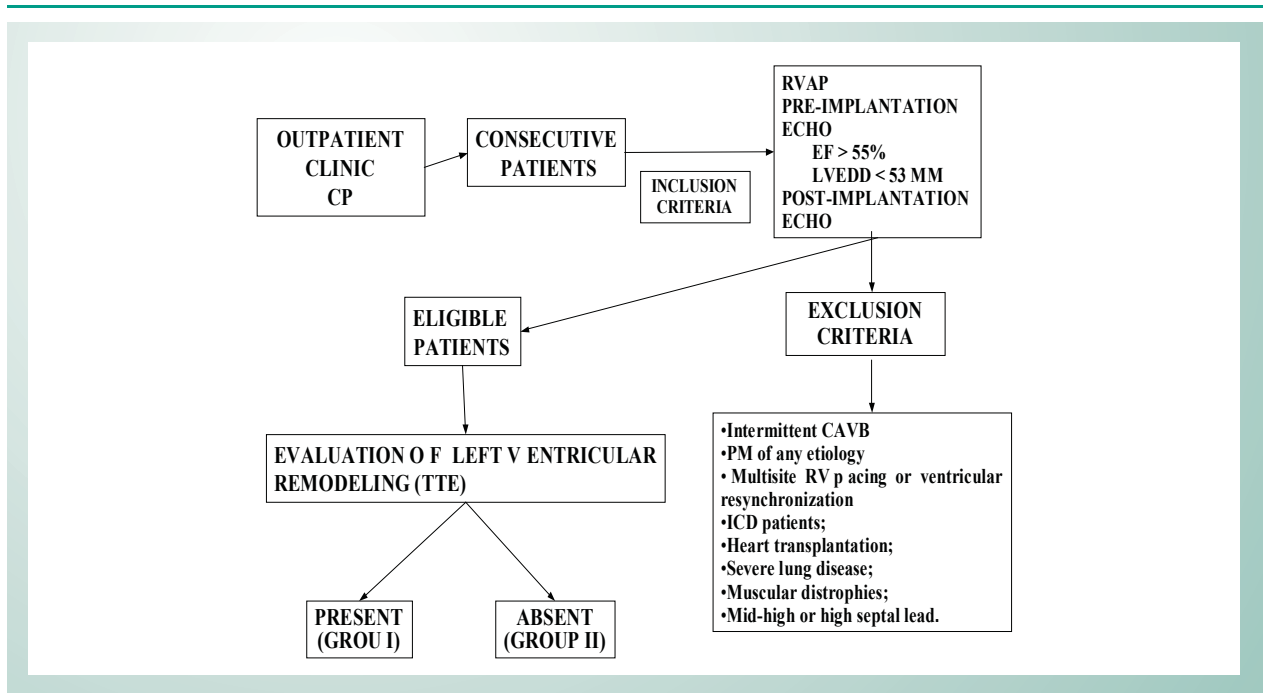 OUTPATIENT
CLINIC
CP
CONSECUTIVE
PATIENTS
INCLUSION
CRITERIA
RVAP
PRE-IMPLANTATION
ECHO
EF > 55%
LVEDD < 53 MM
POST-IMPLANTATION
ECHO
ELIGIBLE
PATIENTS
EXCLUSION
CRITERIA
EVALUATION O F LEFT V ENTRICULAR
REMODELING (TTE)
•Intermittent CAVB
•PM of any etiology
• Multisite RV p acing or ventricular
resynchronization
•ICD patients;
•Heart transplantation;
•Severe lung disease;
•Muscular distrophies;
•Mid-high or high septal lead.
PRESENT
(GROU I)
ABSENT
(GROUP II)